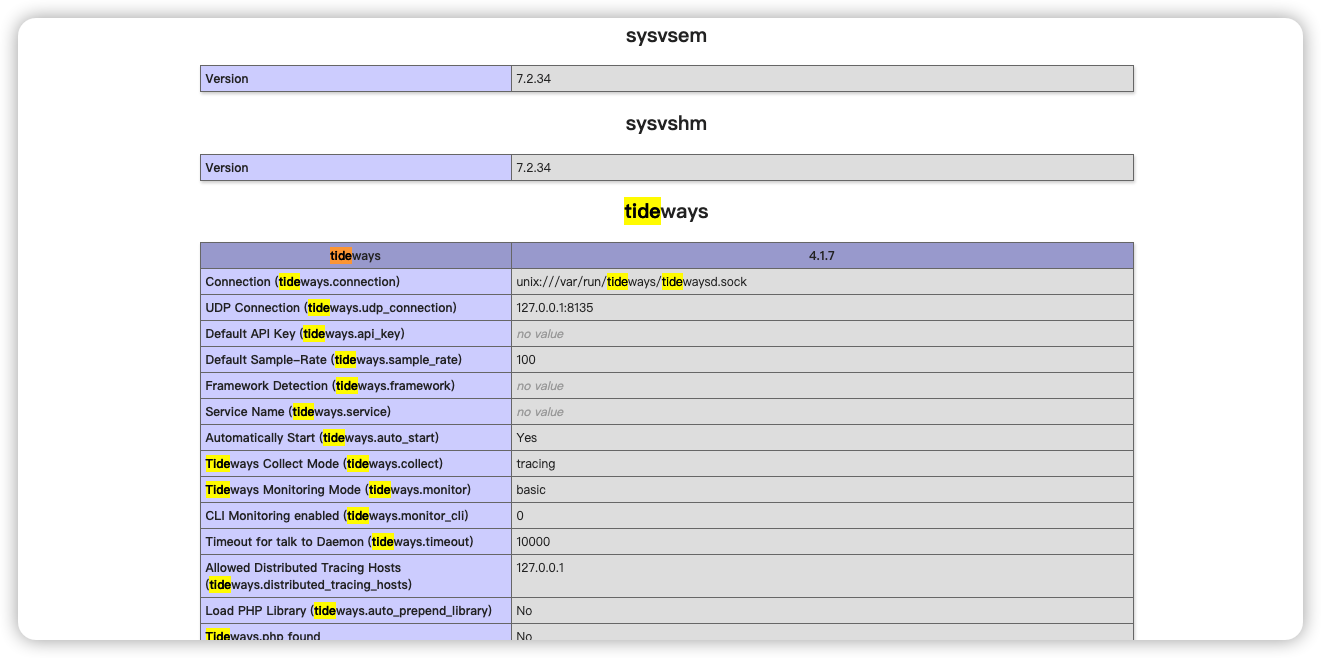 sysvsem
Version 7.2.34
sysvshm
Version 7.2.34
tideways
tideways 4.1.7
Connection (tideways.connection) unix:///var/run/tideways/tidewaysd.sock
UDP Connection (tideways.udp_connection) 127.0.0.1:8135
Default API Key (tideways.api_key) no value
Default Sample-Rate (tideways.sample_rate) 100
Framework Detection (tideways.framework) no value
Service Name (tideways.service) no value
Automatically Start (tideways.auto_start) Yes
Tideways Collect Mode (tideways.collect) tracing
Tideways Monitoring Mode (tideways.monitor) basic
CLI Monitoring enabled (tideways.monitor_cli) 0
Timeout for talk to Daemon (tideways.timeout) 10000
Allowed Distributed Tracing Hosts 127.0.0.1
(tideways.distributed_tracing_hosts)
Load PHP Library (tideways.auto_prepend_library) No
Tideways.php found No